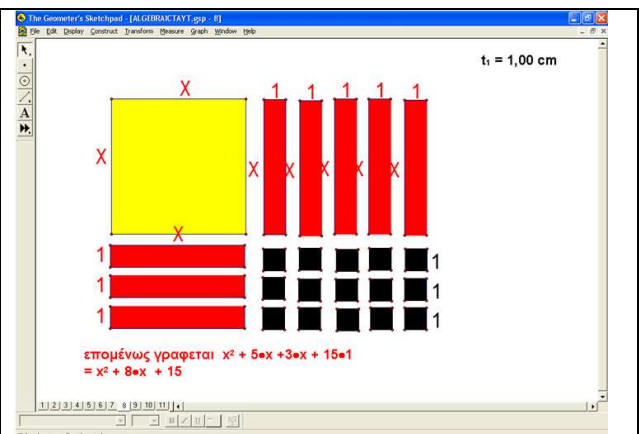 The Geometer's Sketchpad - [ALGEBRAICTAYT.gsp - 8]
File Edit Display Construct Transform Measure Graph Window Help
t₁ = 1,00 cm
X
1 1 1 1 1
X
X X X X X
X
1
1
1
1
1
1
A
επομένως γραφεται x² + 5●x +3●x + 15●1
= x² + 8●x + 15
1 2 3 4 5 6 7 8 9 10 11
B I U